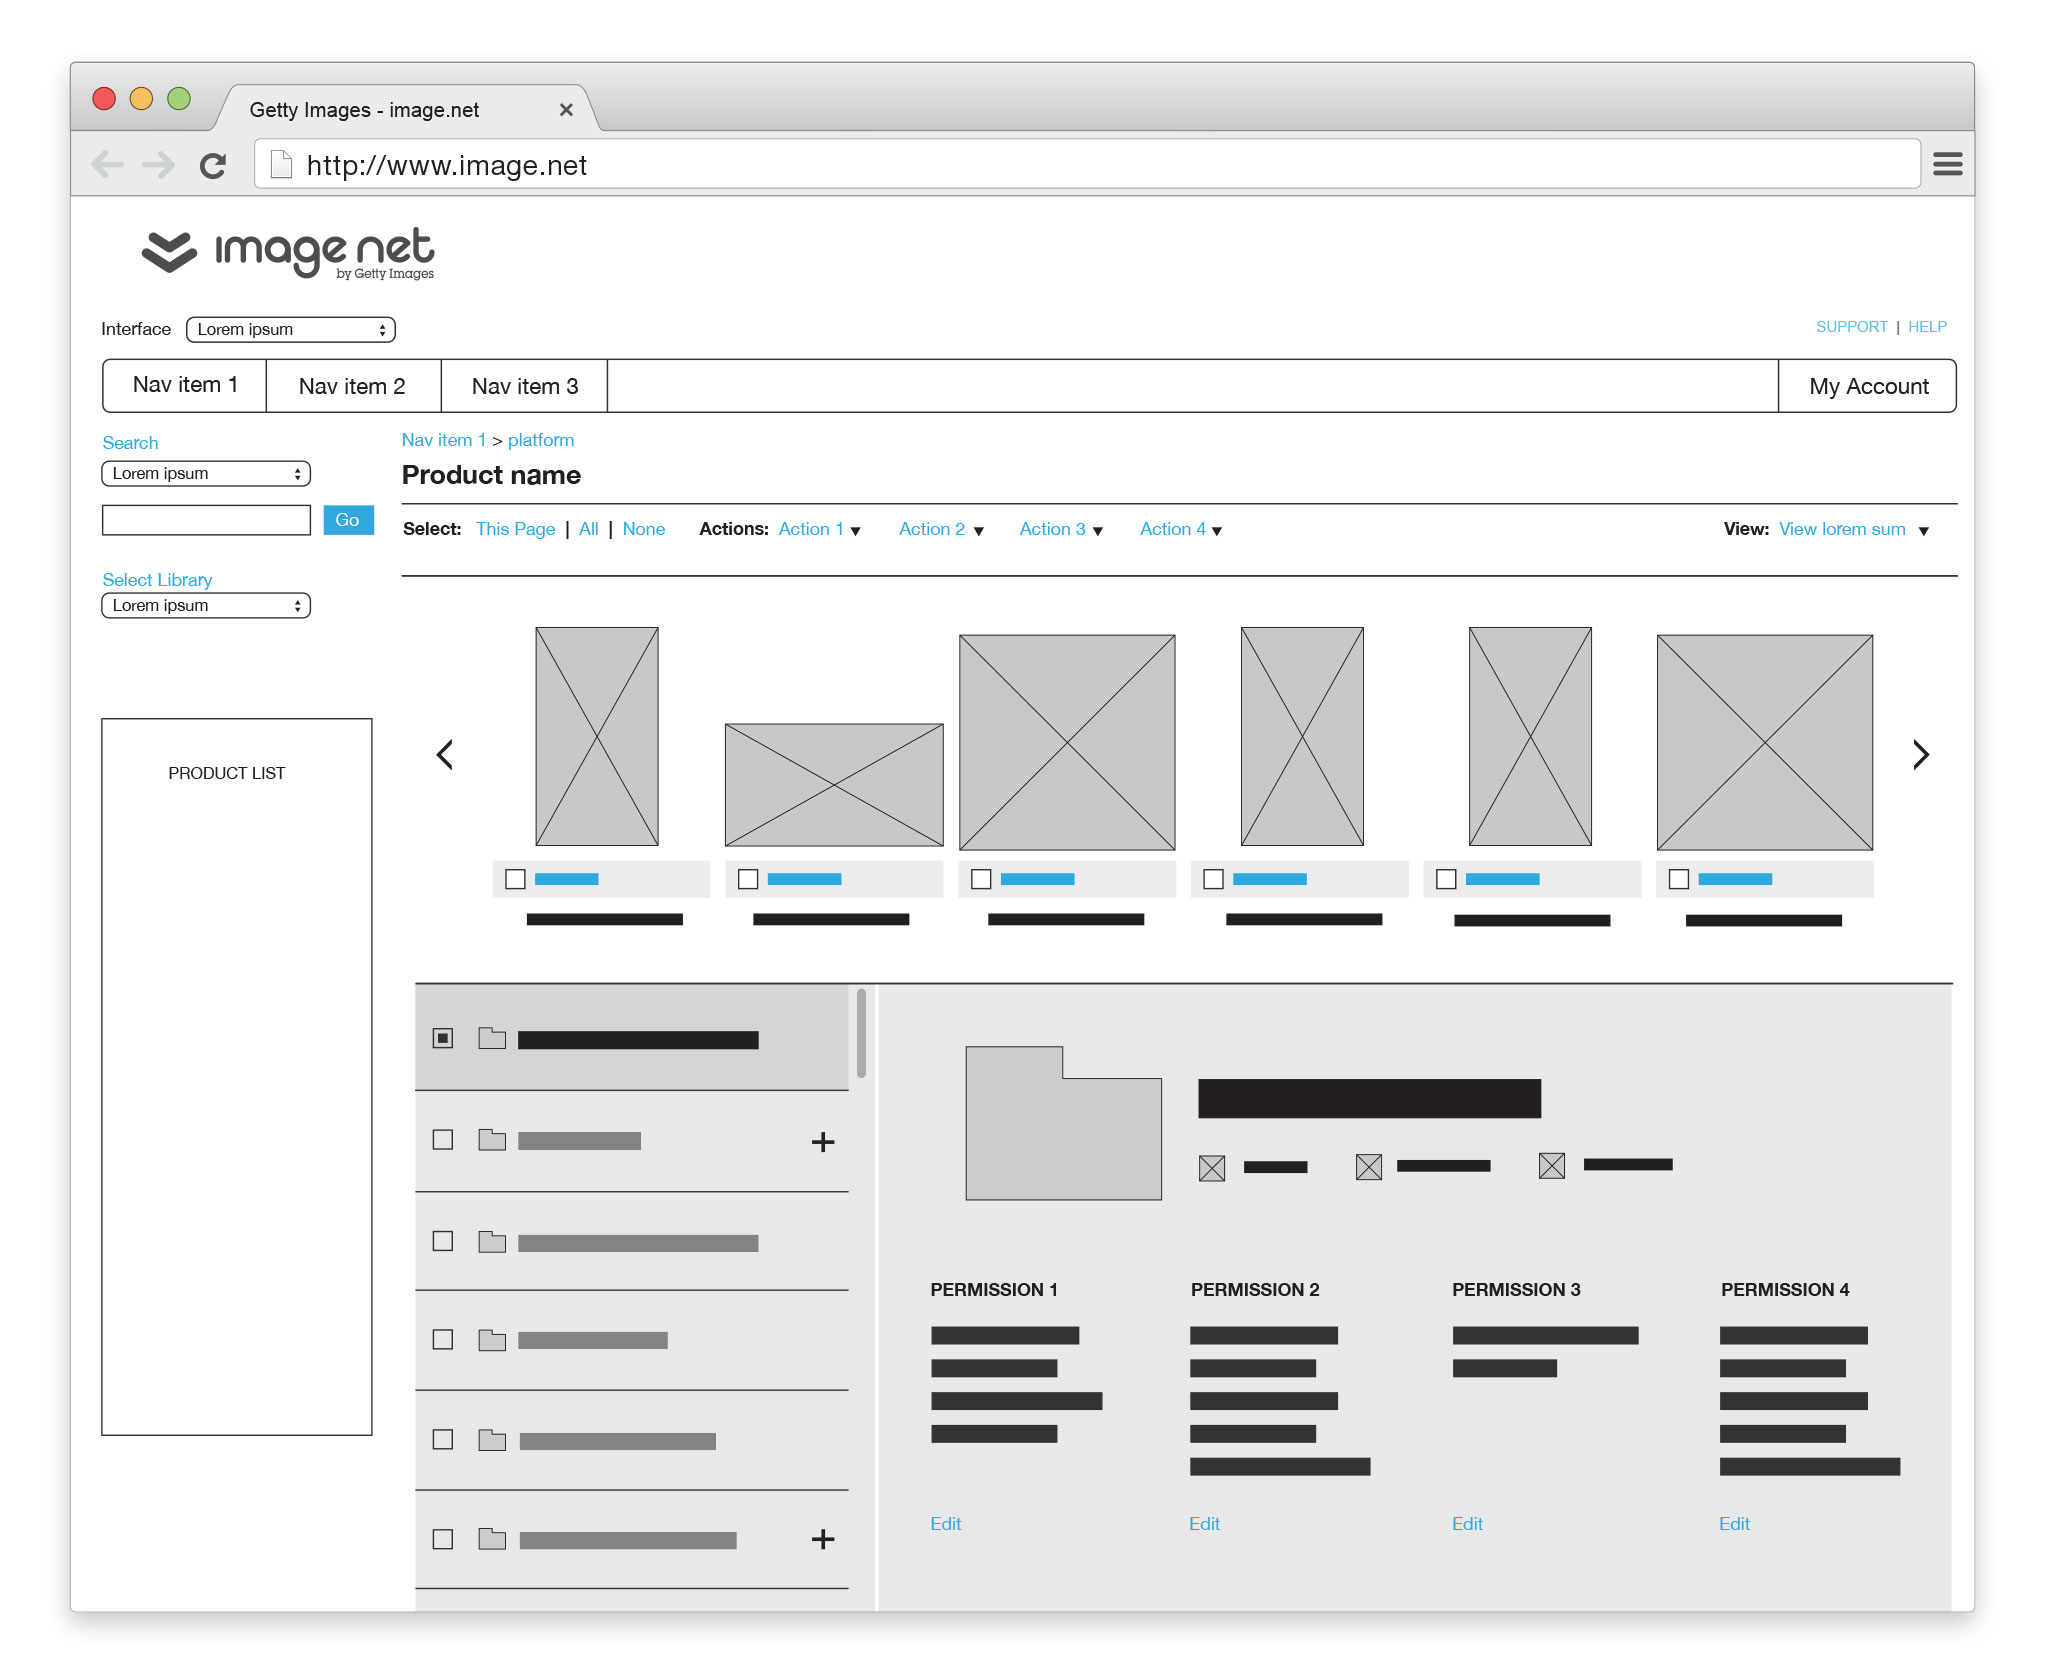 Getty Images - image.net
http://www.image.net
image net
by Getty Images
Interface Lorem ipsum
SUPPORT | HELP
Nav item 1 Nav item 2 Nav item 3 My Account
Search
Lorem ipsum
Go
Select Library
Lorem ipsum
PRODUCT LIST
Nav item 1 > platform
Product name
Select: This Page | All | None Actions: Action 1 Action 2 Action 3 Action 4 View: View lorem sum
PERMISSION 1 PERMISSION 2 PERMISSION 3 PERMISSION 4
Edit Edit Edit Edit